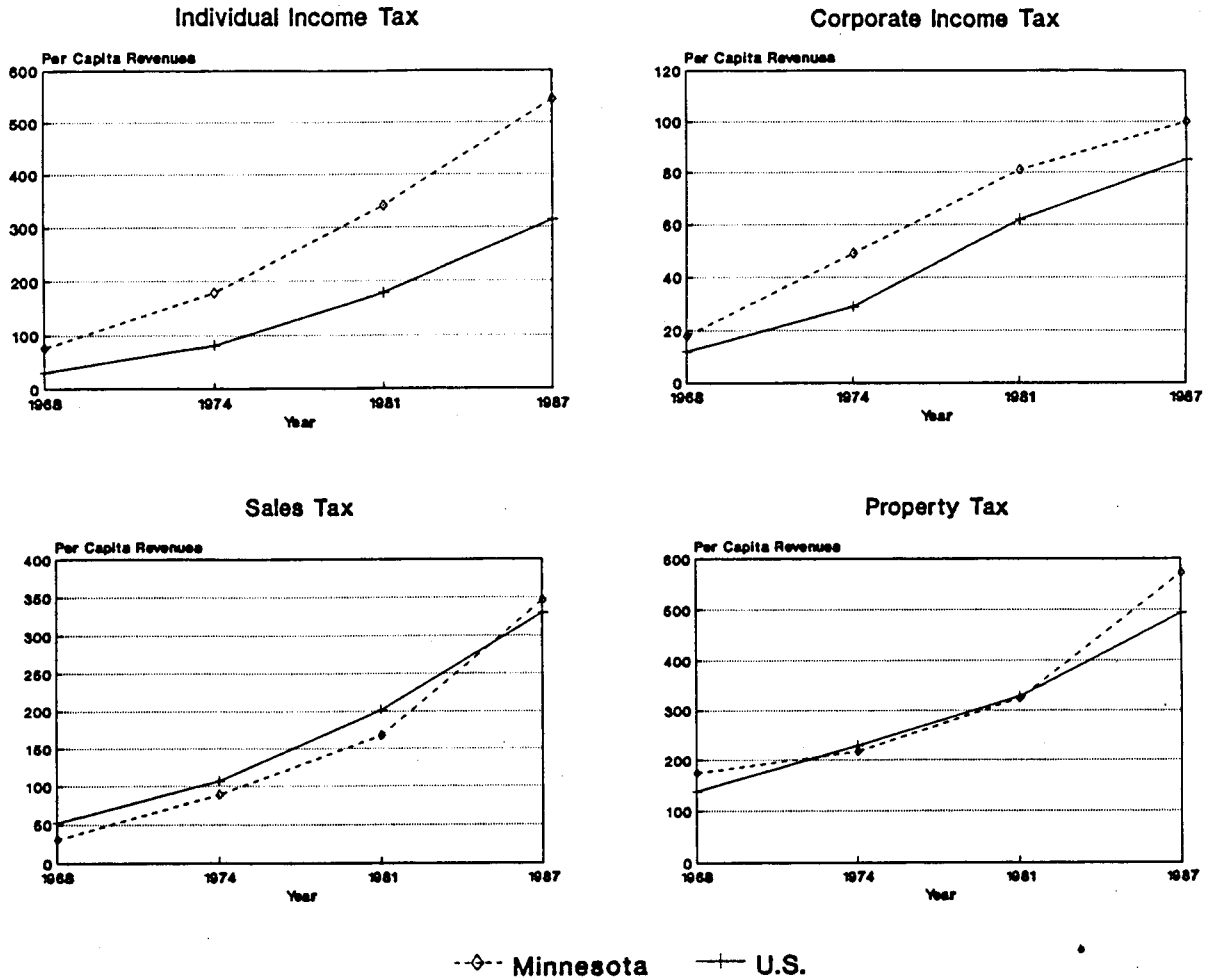 Individual Income Tax
Per Capita Revenues
600
500
400
300
200
100
0
1968 1974 1981 1987
Year
Corporate Income Tax
Per Capita Revenues
120
100
80
60
40
20
0
1968 1974 1981 1987
Year
Sales Tax
Per Capita Revenues
400
350
300
250
200
150
100
50
0
1968 1974 1981 1987
Year
Property Tax
Per Capita Revenues
600
500
400
300
200
100
0
1968 1974 1981 1987
Year
Minnesota U.S.